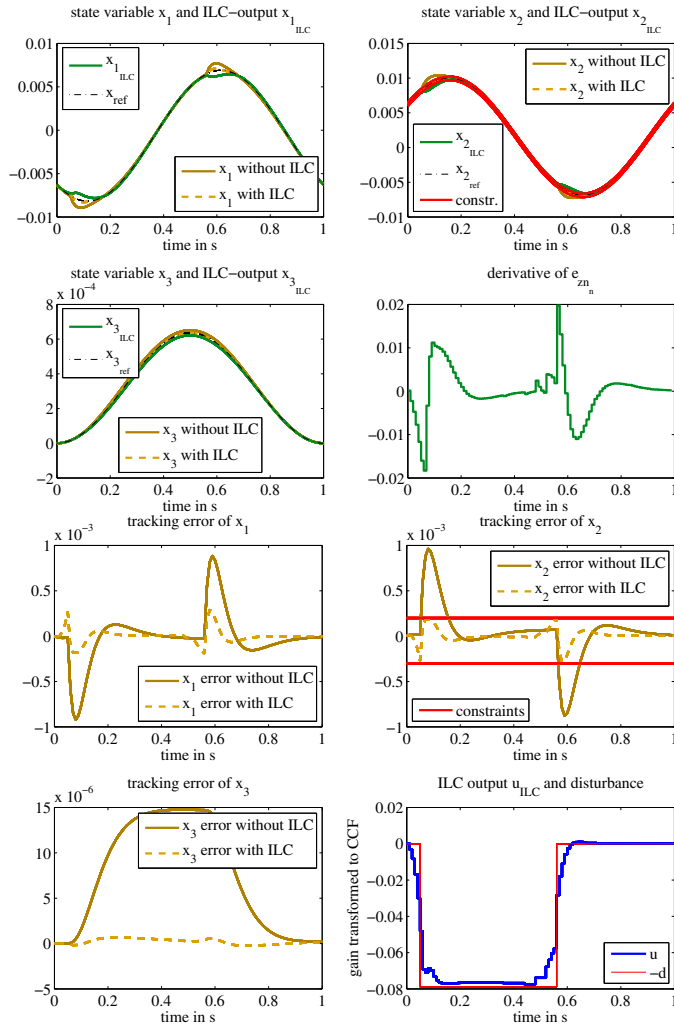 state variable x1 and ILC−output x1ILC
0.01
0.005
0
−0.005
−0.01
0 0.2 0.4 0.6 0.8 1
time in s
x1ILC
xref
x1 without ILC
x1 with ILC
state variable x2 and ILC−output x2ILC
0.015
0.010
0.005
0
−0.005
−0.01
0 0.2 0.4 0.6 0.8 1
time in s
x2 without ILC
x2 with ILC
x2ILC
x2ref
constr.
state variable x3 and ILC−output x3ILC
x 10−4
8
6
4
2
0
−2
0 0.2 0.4 0.6 0.8 1
time in s
x3ILC
x3ref
x3 without ILC
x3 with ILC
derivative of eznn
0.02
0.01
0
−0.01
−0.02
0 0.2 0.4 0.6 0.8 1
time in s
tracking error of x1
x 10−3
1
0.5
0
−0.5
−1
0 0.2 0.4 0.6 0.8 1
time in s
x1 error without ILC
x1 error with ILC
tracking error of x2
x 10−3
1
0.5
0
−0.5
−1
0 0.2 0.4 0.6 0.8 1
time in s
x2 error without ILC
x2 error with ILC
constraints
tracking error of x3
x 10−6
15
10
5
0
−5
0 0.2 0.4 0.6 0.8 1
time in s
x3 error without ILC
x3 error with ILC
ILC output uILC and disturbance
gain transformed to CCF
0
−0.02
−0.04
−0.06
−0.08
0 0.2 0.4 0.6 0.8 1
time in s
u
−d